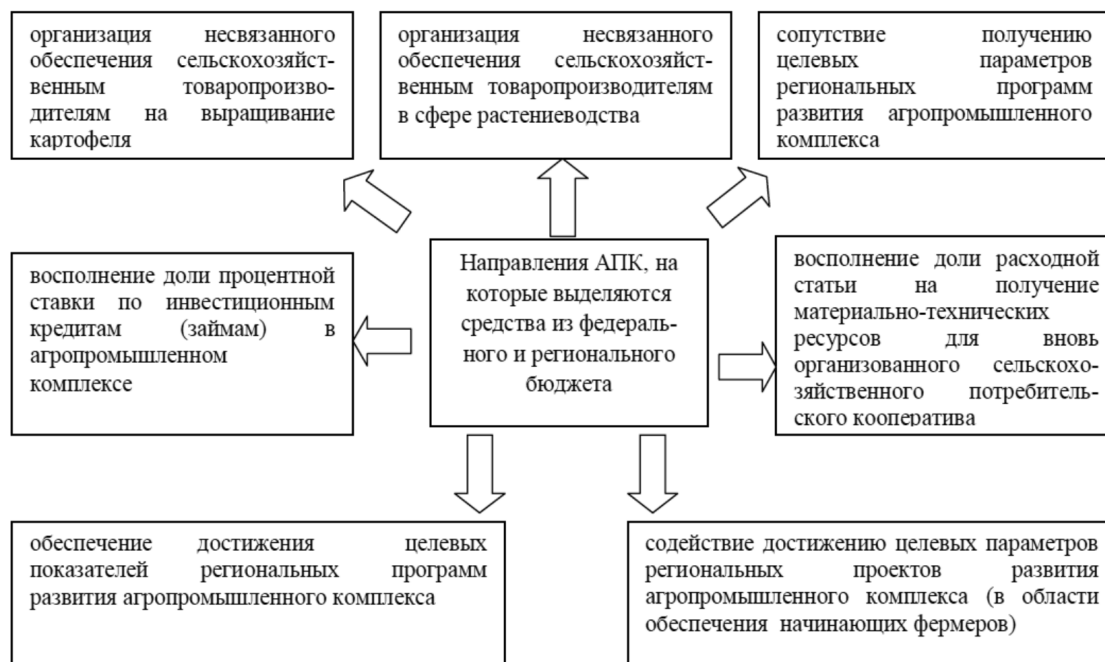 организация несвязанного
обеспечения сельскохозяйст-
венным товаропроизво-
дителям на выращивание
картофеля
организация несвязанного
обеспечения сельскохозяйст-
венным товаропроизводителям
в сфере растениеводства
сопутствие получению
целевых параметров
региональных программ
развития агропромышленного
комплекса
восполнение доли процентной
ставки по инвестиционным
кредитам (займам) в
агропромышленном
комплексе
Направления АПК, на
которые выделяются
средства из федераль-
ного и регионального
бюджета
восполнение доли расходной
статьи на получение
материально-технических
ресурсов для вновь
организованного сельскохо-
зяйственного потребитель-
ского кооператива
обеспечение достижения целевых
показателей региональных программ
развития агропромышленного комплекса
содействие достижению целевых параметров
региональных проектов развития
агропромышленного комплекса (в области
обеспечения начинающих фермеров)